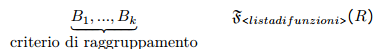 B₁, ..., Bₖ 𝔉<listadifunzioni>(R)
criterio di raggruppamento